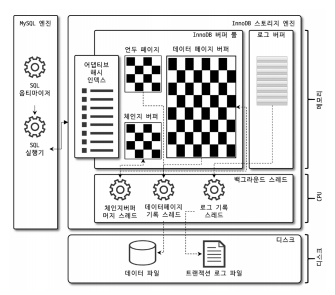 MySQL 엔진
InnoDB 스토리지 엔진
InnoDB 버퍼 풀
로그 버퍼
언두 페이지
데이터 페이지 버퍼
어댑티브
해시
인덱스
체인지 버퍼
SQL
옵티마이저
SQL
실행기
메모리
백그라운드 스레드
체인지버퍼
머지 스레드
데이터페이지
기록 스레드
로그 기록
스레드
CPU
디스크
데이터 파일
트랜잭션 로그 파일
디스크